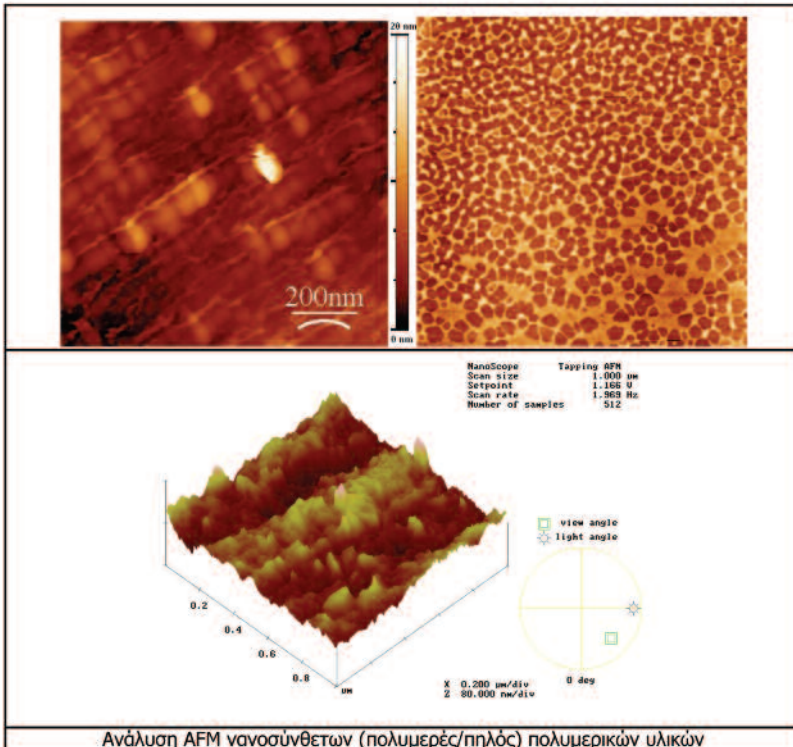 20 nm
200nm
0 nm
NanoScope Tapping AFM
Scan size 1.000 um
Setpoint 1.166 V
Scan rate 1.969 Hz
Number of samples 512
view angle
light angle
0.2
0.4
0.6
0.8
µM
X 0.200 µm/div
Z 80.000 nm/div
0 deg
Ανάλυση AFM νανοσύνθετων (πολυμερές/πηλός) πολυμερικών υλικών